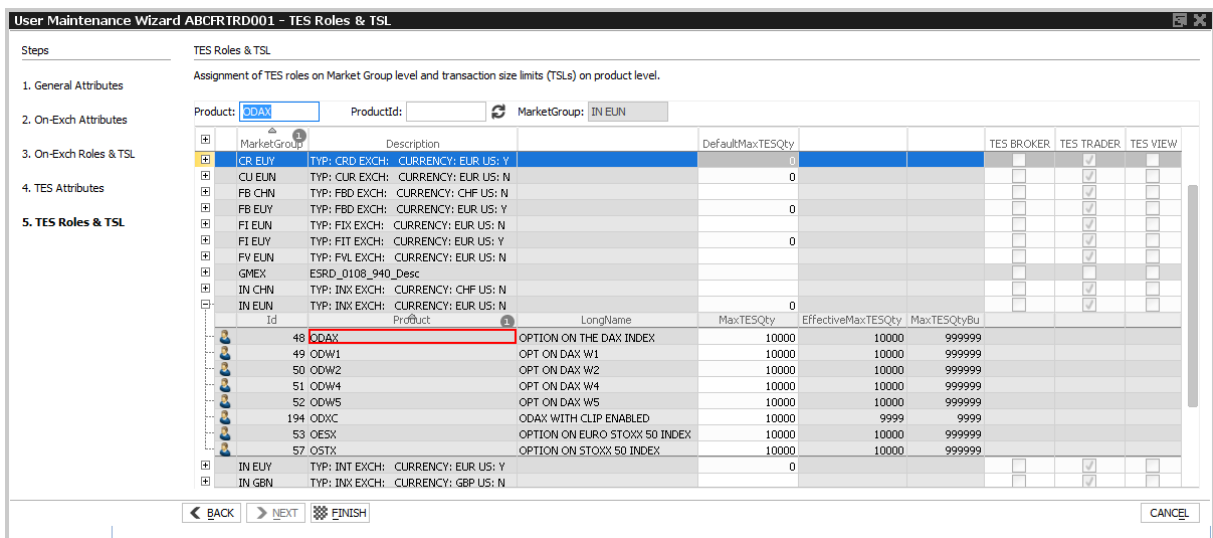 User Maintenance Wizard ABCFRTRD001 - TES Roles & TSL
Steps
1. General Attributes
2. On-Exch Attributes
3. On-Exch Roles & TSL
4. TES Attributes
5. TES Roles & TSL
TES Roles & TSL
Assignment of TES roles on Market Group level and transaction size limits (TSLs) on product level.
Product: ODAX ProductId: MarketGroup: IN EUN
MarketGroup 1 Description DefaultMaxTESQty TES BROKER TES TRADER TES VIEW
CR EUY TYP: CRD EXCH: CURRENCY: EUR US: Y 0
CU EUN TYP: CUR EXCH: CURRENCY: EUR US: N 0
FB CHN TYP: FBD EXCH: CURRENCY: CHF US: N
FB EUY TYP: FBD EXCH: CURRENCY: EUR US: Y 0
FI EUN TYP: FIX EXCH: CURRENCY: EUR US: N
FI EUY TYP: FIT EXCH: CURRENCY: EUR US: Y 0
FV EUN TYP: FVL EXCH: CURRENCY: EUR US: N
GMEX ESRD_0108_940_Desc
IN CHN TYP: INX EXCH: CURRENCY: CHF US: N
IN EUN TYP: INX EXCH: CURRENCY: EUR US: N 0
Id Product 1 LongName MaxTESQty EffectiveMaxTESQty MaxTESQtyBu
48 ODAX OPTION ON THE DAX INDEX 10000 10000 999999
49 ODW1 OPT ON DAX W1 10000 10000 999999
50 ODW2 OPT ON DAX W2 10000 10000 999999
51 ODW4 OPT ON DAX W4 10000 10000 999999
52 ODW5 OPT ON DAX W5 10000 10000 999999
194 ODXC ODAX WITH CLIP ENABLED 10000 9999 9999
53 OESX OPTION ON EURO STOXX 50 INDEX 10000 10000 999999
57 OSTX OPTION ON STOXX 50 INDEX 10000 10000 999999
IN EUY TYP: INT EXCH: CURRENCY: EUR US: Y 0
IN GBN TYP: INX EXCH: CURRENCY: GBP US: N
BACK NEXT FINISH CANCEL